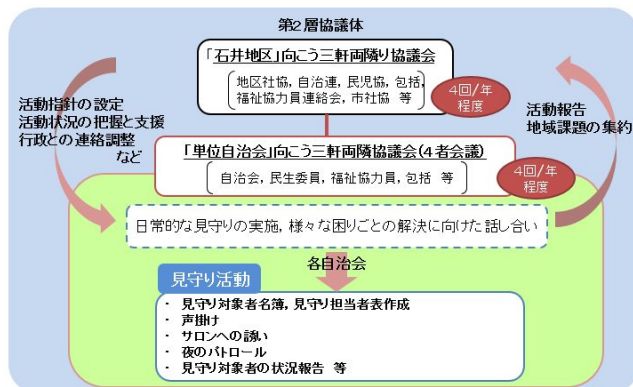 第2層協議体
「石井地区」向こう三軒両隣り協議会
地区社協, 自治連, 民児協, 包括,
福祉協力員連絡会, 市社協 等
4回/年
程度
活動指針の設定
活動状況の把握と支援
行政との連絡調整
など
活動報告
地域課題の集約
「単位自治会」向こう三軒両隣協議会(4者会議)
自治会, 民生委員, 福祉協力員, 包括 等
4回/年
程度
日常的な見守りの実施, 様々な困りごとの解決に向けた話し合い
各自治会
見守り活動
・ 見守り対象者名簿, 見守り担当者表作成
・ 声掛け
・ サロンへの誘い
・ 夜のパトロール
・ 見守り対象者の状況報告 等